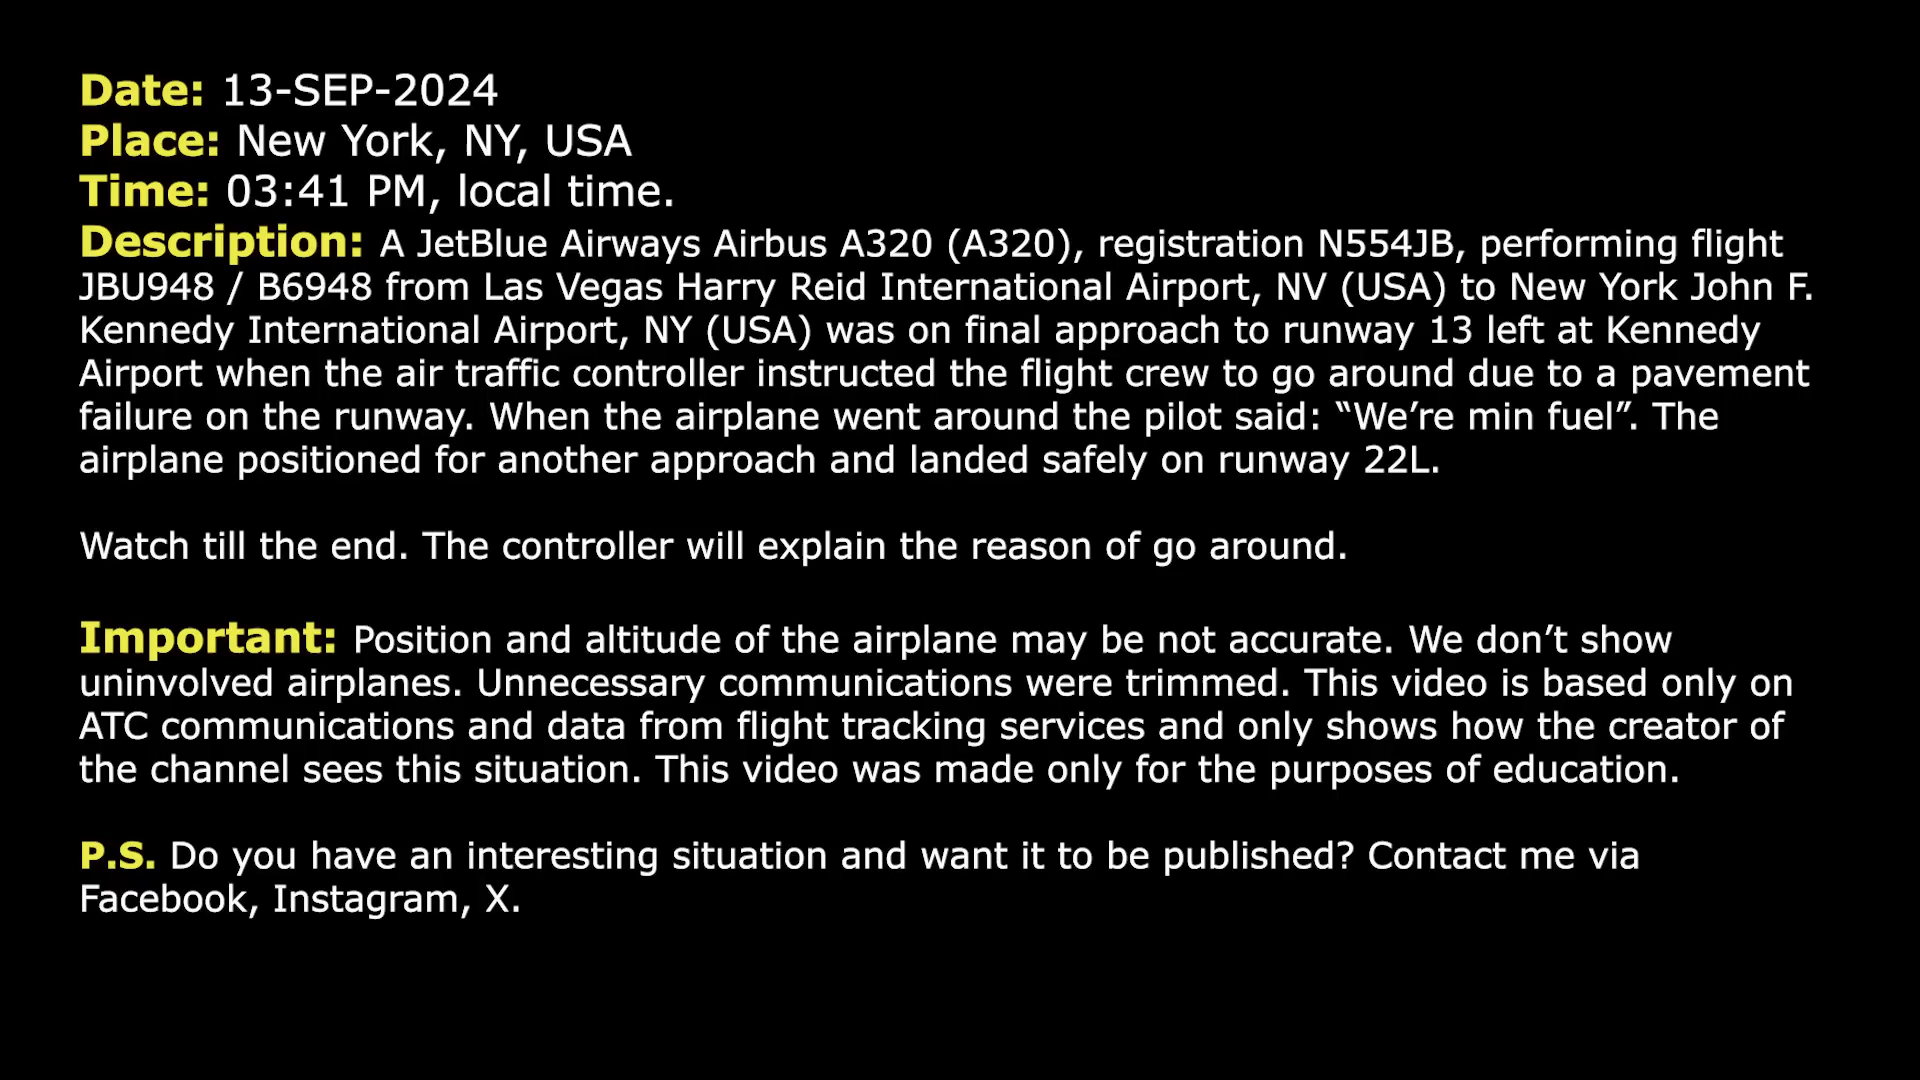 Date: 13-SEP-2024
Place: New York, NY, USA
Time: 03:41 PM, local time.
Description: A JetBlue Airways Airbus A320 (A320), registration N554JB, performing flight
JBU948 / B6948 from Las Vegas Harry Reid International Airport, NV (USA) to New York John F.
Kennedy International Airport, NY (USA) was on final approach to runway 13 left at Kennedy
Airport when the air traffic controller instructed the flight crew to go around due to a pavement
failure on the runway. When the airplane went around the pilot said: “We’re min fuel”. The
airplane positioned for another approach and landed safely on runway 22L.
Watch till the end. The controller will explain the reason of go around.
Important: Position and altitude of the airplane may be not accurate. We don’t show
uninvolved airplanes. Unnecessary communications were trimmed. This video is based only on
ATC communications and data from flight tracking services and only shows how the creator of
the channel sees this situation. This video was made only for the purposes of education.
P.S. Do you have an interesting situation and want it to be published? Contact me via
Facebook, Instagram, X.